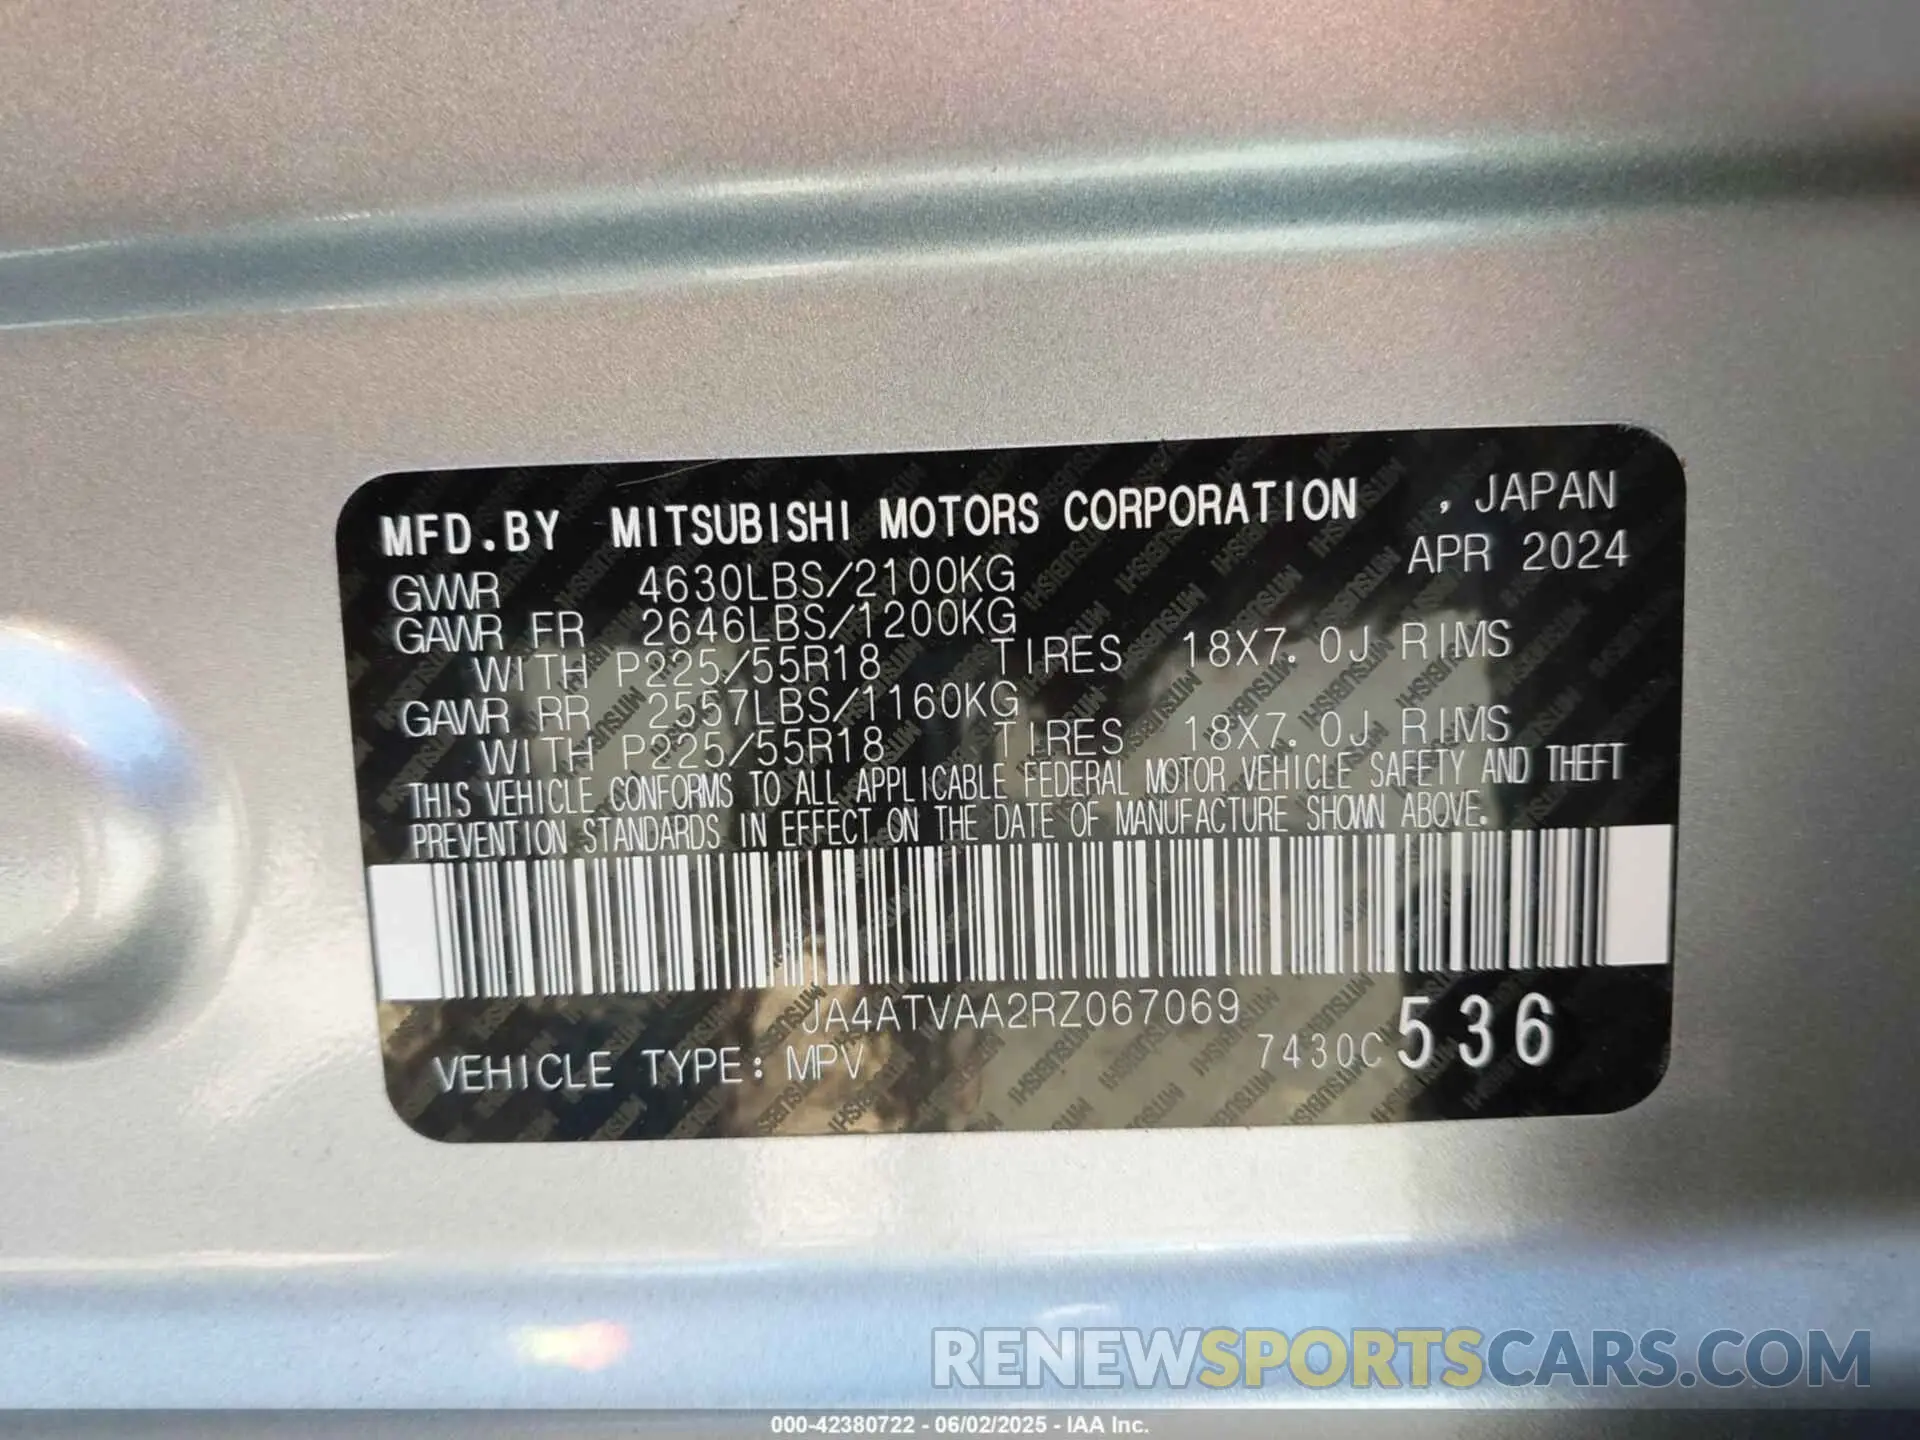 MFD.BY MITSUBISHI MOTORS CORPORATION , JAPAN
APR 2024
GVWR 4630LBS/2100KG
GAWR FR 2646LBS/1200KG
WITH P225/55R18 TIRES 18X7.0J RIMS
GAWR RR 2557LBS/1160KG
WITH P225/55R18 TIRES 18X7.0J RIMS
THIS VEHICLE CONFORMS TO ALL APPLICABLE FEDERAL MOTOR VEHICLE SAFETY AND THEFT
PREVENTION STANDARDS IN EFFECT ON THE DATE OF MANUFACTURE SHOWN ABOVE.
JA4ATVAA2RZ067069
VEHICLE TYPE: MPV 7430C 536
RENEWSPORTSCARS.COM
000-42380722 - 06/02/2025 - IAA Inc.